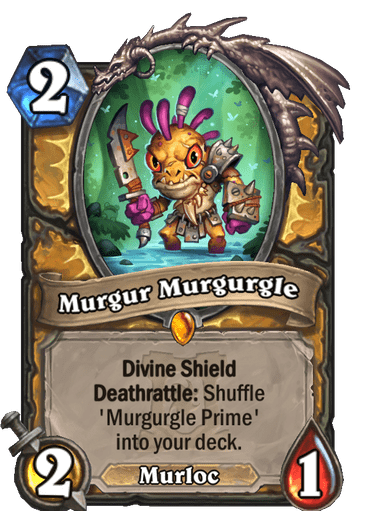 2
Murgur Murgurgle
Divine Shield
Deathrattle: Shuffle
'Murgurgle Prime'
into your deck.
2
Murloc
1